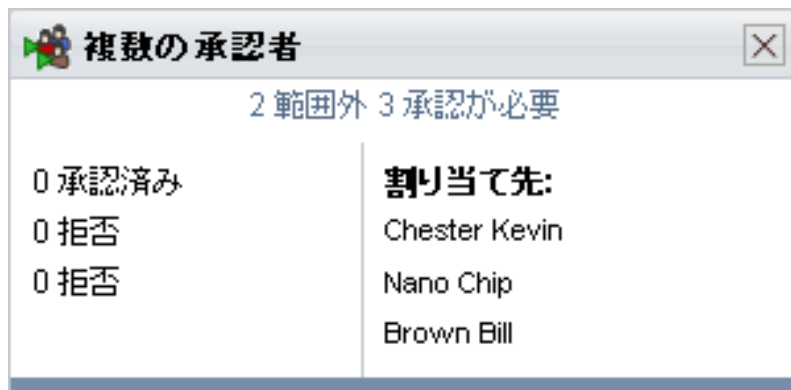 複数の承認者
2 範囲外 3 承認が必要
0 承認済み
0 拒否
0 拒否
割り当て先:
Chester Kevin
Nano Chip
Brown Bill